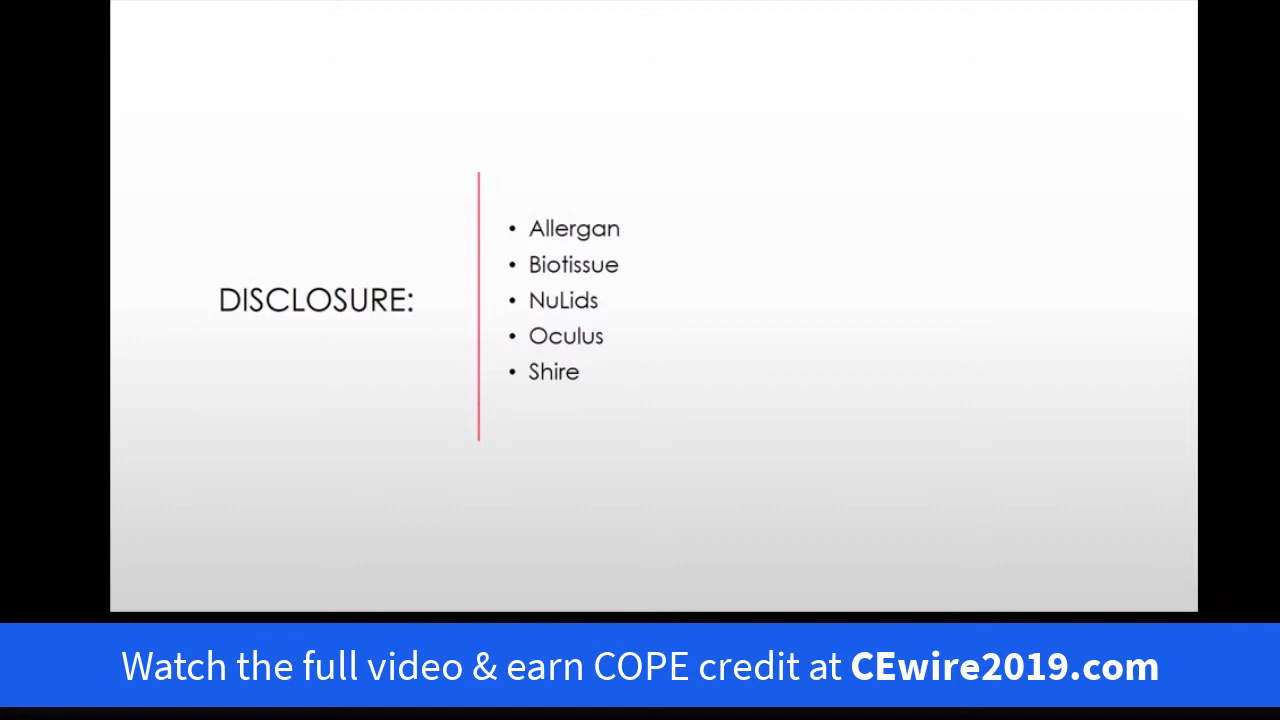 DISCLOSURE:
• Allergan
• Biotissue
• NuLids
• Oculus
• Shire
Watch the full video & earn COPE credit at CEwire2019.com